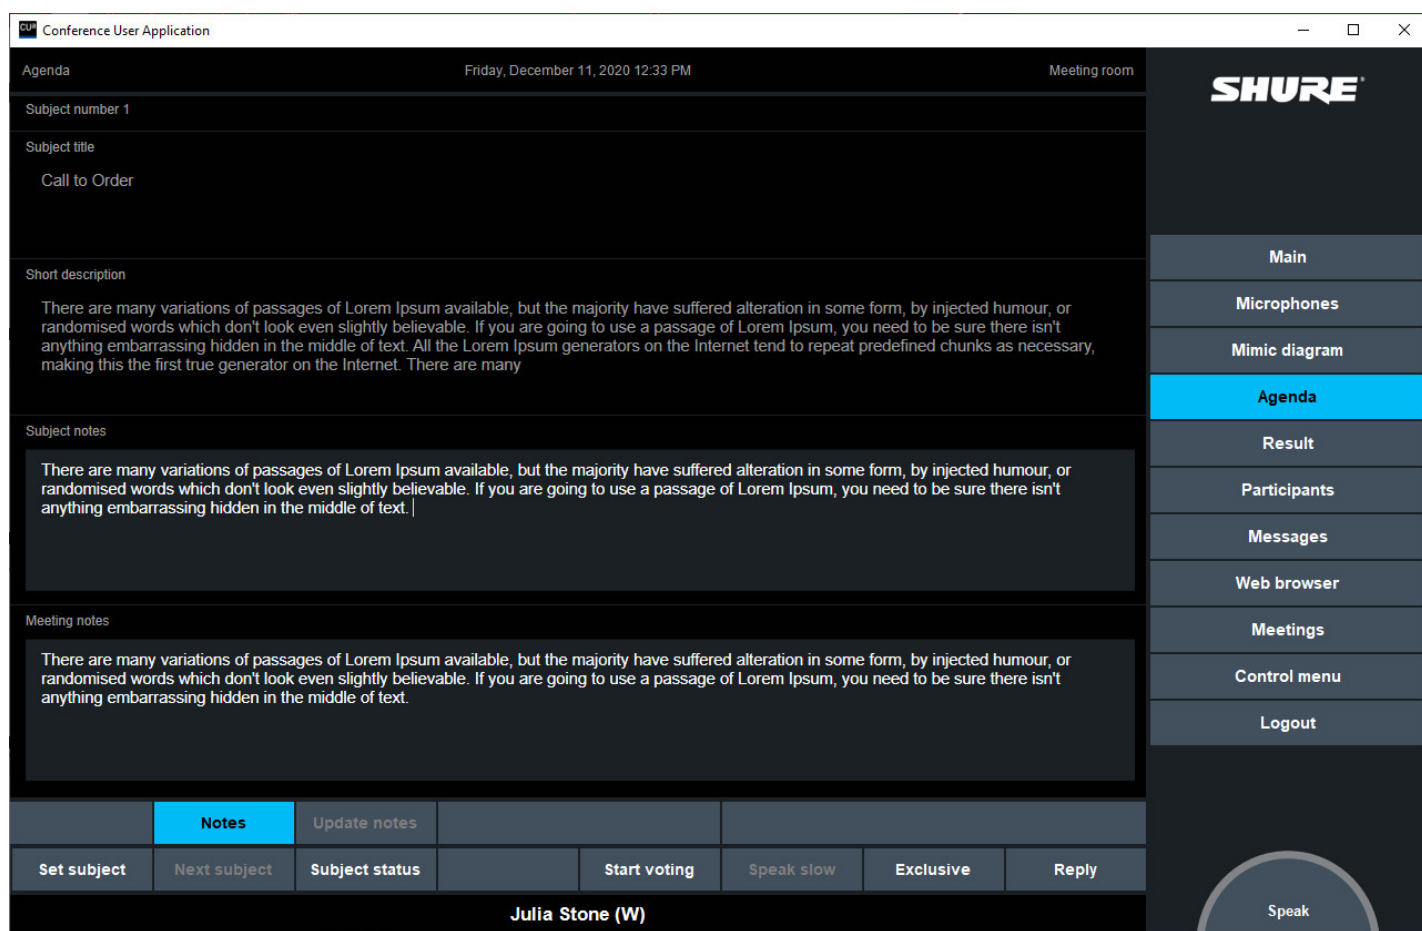 CUA Conference User Application
Agenda Friday, December 11, 2020 12:33 PM Meeting room
SHURE
Subject number 1
Subject title
Call to Order
Short description
There are many variations of passages of Lorem Ipsum available, but the majority have suffered alteration in some form, by injected humour, or
randomised words which don't look even slightly believable. If you are going to use a passage of Lorem Ipsum, you need to be sure there isn't
anything embarrassing hidden in the middle of text. All the Lorem Ipsum generators on the Internet tend to repeat predefined chunks as necessary,
making this the first true generator on the Internet. There are many
Subject notes
There are many variations of passages of Lorem Ipsum available, but the majority have suffered alteration in some form, by injected humour, or
randomised words which don't look even slightly believable. If you are going to use a passage of Lorem Ipsum, you need to be sure there isn't
anything embarrassing hidden in the middle of text.
Meeting notes
There are many variations of passages of Lorem Ipsum available, but the majority have suffered alteration in some form, by injected humour, or
randomised words which don't look even slightly believable. If you are going to use a passage of Lorem Ipsum, you need to be sure there isn't
anything embarrassing hidden in the middle of text.
Notes Update notes
Set subject Next subject Subject status Start voting Speak slow Exclusive Reply
Julia Stone (W)
Main
Microphones
Mimic diagram
Agenda
Result
Participants
Messages
Web browser
Meetings
Control menu
Logout
Speak